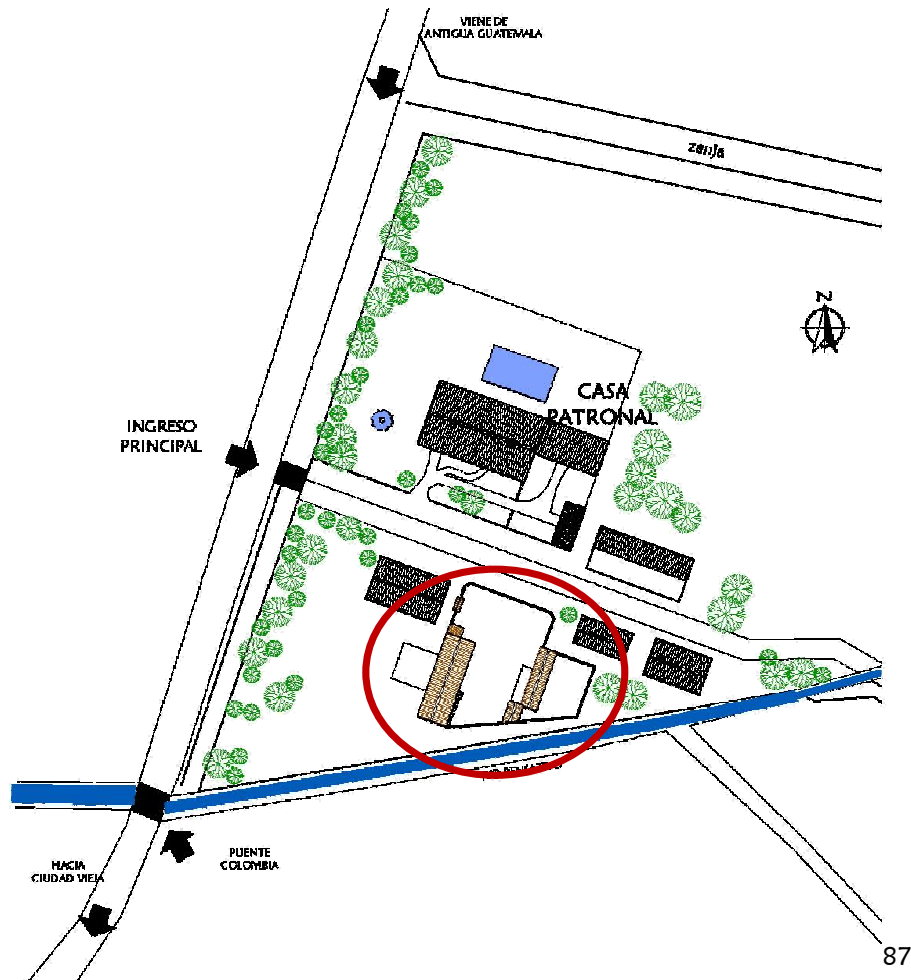 VIENE DE
ANTIGUA GUATEMALA
zanja
N
CASA
PATRONAL
INGRESO
PRINCIPAL
PUENTE
COLOMBIA
HACIA
CIUDAD VIEJA
87